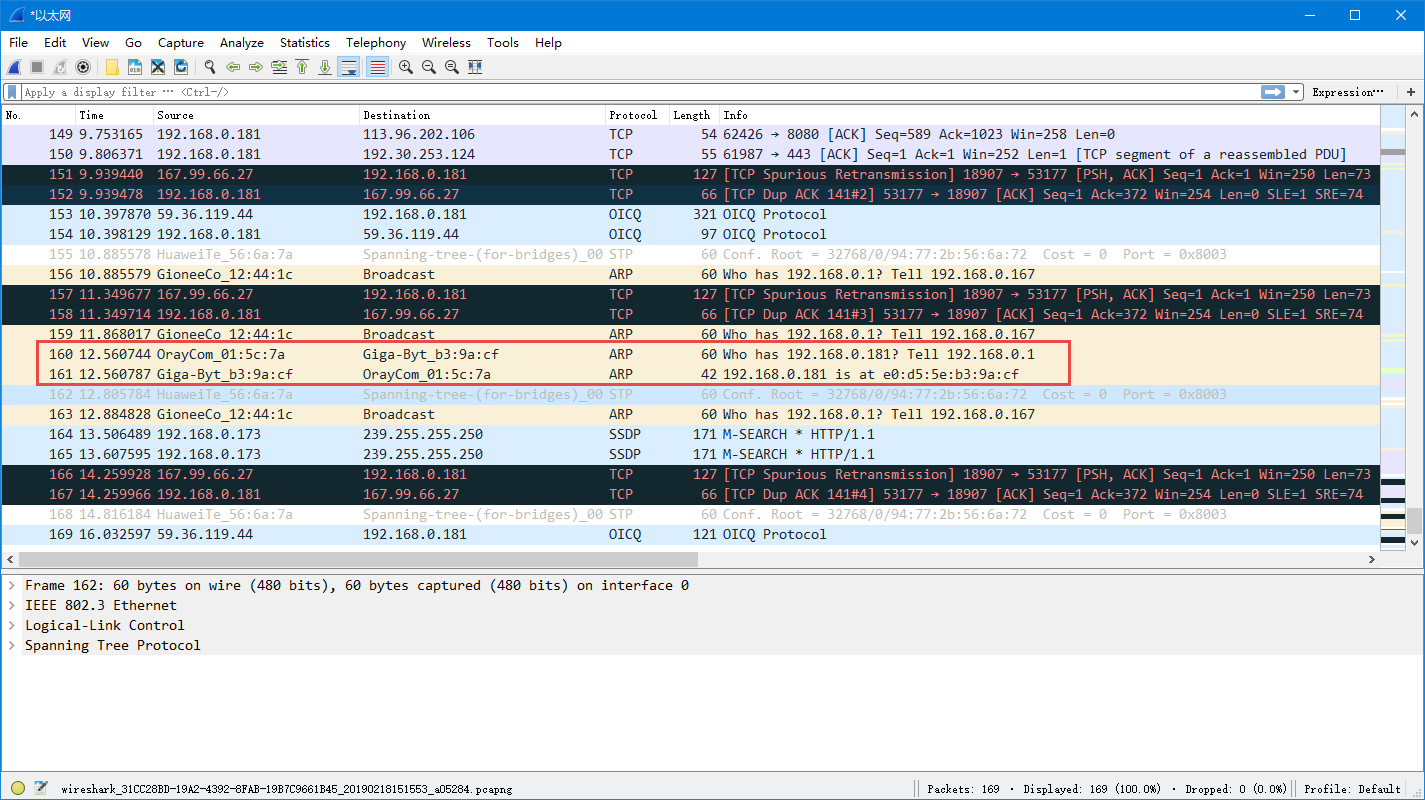 *以太网
File Edit View Go Capture Analyze Statistics Telephony Wireless Tools Help
Apply a display filter … <Ctrl-/> Expression… +
No. Time Source Destination Protocol Length Info
149 9.753165 192.168.0.181 113.96.202.106 TCP 54 62426 → 8080 [ACK] Seq=589 Ack=1023 Win=258 Len=0
150 9.806371 192.168.0.181 192.30.253.124 TCP 55 61987 → 443 [ACK] Seq=1 Ack=1 Win=252 Len=1 [TCP segment of a reassembled PDU]
151 9.939440 167.99.66.27 192.168.0.181 TCP 127 [TCP Spurious Retransmission] 18907 → 53177 [PSH, ACK] Seq=1 Ack=1 Win=250 Len=73
152 9.939478 192.168.0.181 167.99.66.27 TCP 66 [TCP Dup ACK 141#2] 53177 → 18907 [ACK] Seq=1 Ack=372 Win=254 Len=0 SLE=1 SRE=74
153 10.397870 59.36.119.44 192.168.0.181 OICQ 321 OICQ Protocol
154 10.398129 192.168.0.181 59.36.119.44 OICQ 97 OICQ Protocol
155 10.885578 HuaweiTe_56:6a:7a Spanning-tree-(for-bridges)_00 STP 60 Conf. Root = 32768/0/94:77:2b:56:6a:72 Cost = 0 Port = 0x8003
156 10.885579 GioneeCo_12:44:1c Broadcast ARP 60 Who has 192.168.0.1? Tell 192.168.0.167
157 11.349677 167.99.66.27 192.168.0.181 TCP 127 [TCP Spurious Retransmission] 18907 → 53177 [PSH, ACK] Seq=1 Ack=1 Win=250 Len=73
158 11.349714 192.168.0.181 167.99.66.27 TCP 66 [TCP Dup ACK 141#3] 53177 → 18907 [ACK] Seq=1 Ack=372 Win=254 Len=0 SLE=1 SRE=74
159 11.868017 GioneeCo_12:44:1c Broadcast ARP 60 Who has 192.168.0.1? Tell 192.168.0.167
160 12.560744 OrayCom_01:5c:7a Giga-Byt_b3:9a:cf ARP 60 Who has 192.168.0.181? Tell 192.168.0.1
161 12.560787 Giga-Byt_b3:9a:cf OrayCom_01:5c:7a ARP 42 192.168.0.181 is at e0:d5:5e:b3:9a:cf
162 12.805784 HuaweiTe_56:6a:7a Spanning-tree-(for-bridges)_00 STP 60 Conf. Root = 32768/0/94:77:2b:56:6a:72 Cost = 0 Port = 0x8003
163 12.884828 GioneeCo_12:44:1c Broadcast ARP 60 Who has 192.168.0.1? Tell 192.168.0.167
164 13.506489 192.168.0.173 239.255.255.250 SSDP 171 M-SEARCH * HTTP/1.1
165 13.607595 192.168.0.173 239.255.255.250 SSDP 171 M-SEARCH * HTTP/1.1
166 14.259928 167.99.66.27 192.168.0.181 TCP 127 [TCP Spurious Retransmission] 18907 → 53177 [PSH, ACK] Seq=1 Ack=1 Win=250 Len=73
167 14.259966 192.168.0.181 167.99.66.27 TCP 66 [TCP Dup ACK 141#4] 53177 → 18907 [ACK] Seq=1 Ack=372 Win=254 Len=0 SLE=1 SRE=74
168 14.816184 HuaweiTe_56:6a:7a Spanning-tree-(for-bridges)_00 STP 60 Conf. Root = 32768/0/94:77:2b:56:6a:72 Cost = 0 Port = 0x8003
169 16.032597 59.36.119.44 192.168.0.181 OICQ 121 OICQ Protocol
Frame 162: 60 bytes on wire (480 bits), 60 bytes captured (480 bits) on interface 0
IEEE 802.3 Ethernet
Logical-Link Control
Spanning Tree Protocol
wireshark_31CC28BD-19A2-4392-8FAB-19B7C9661B45_20190218151553_a05284.pcapng Packets: 169 · Displayed: 169 (100.0%) · Dropped: 0 (0.0%) Profile: Default